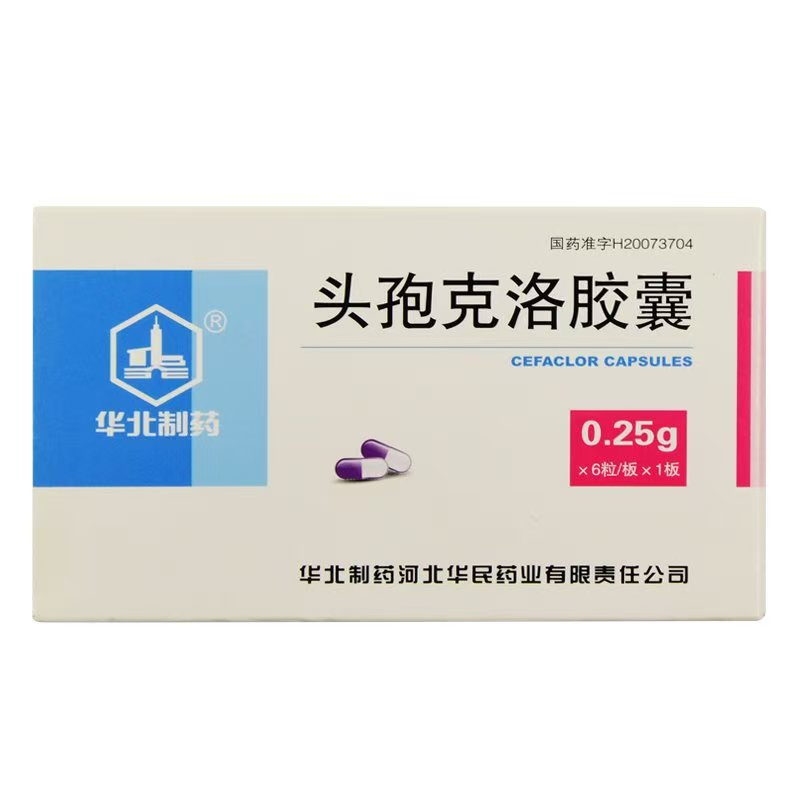 国药准字H20073704
头孢克洛胶囊
CEFACLOR CAPSULES
®
华北制药
0.25g
×6粒/板×1板
华北制药河北华民药业有限责任公司